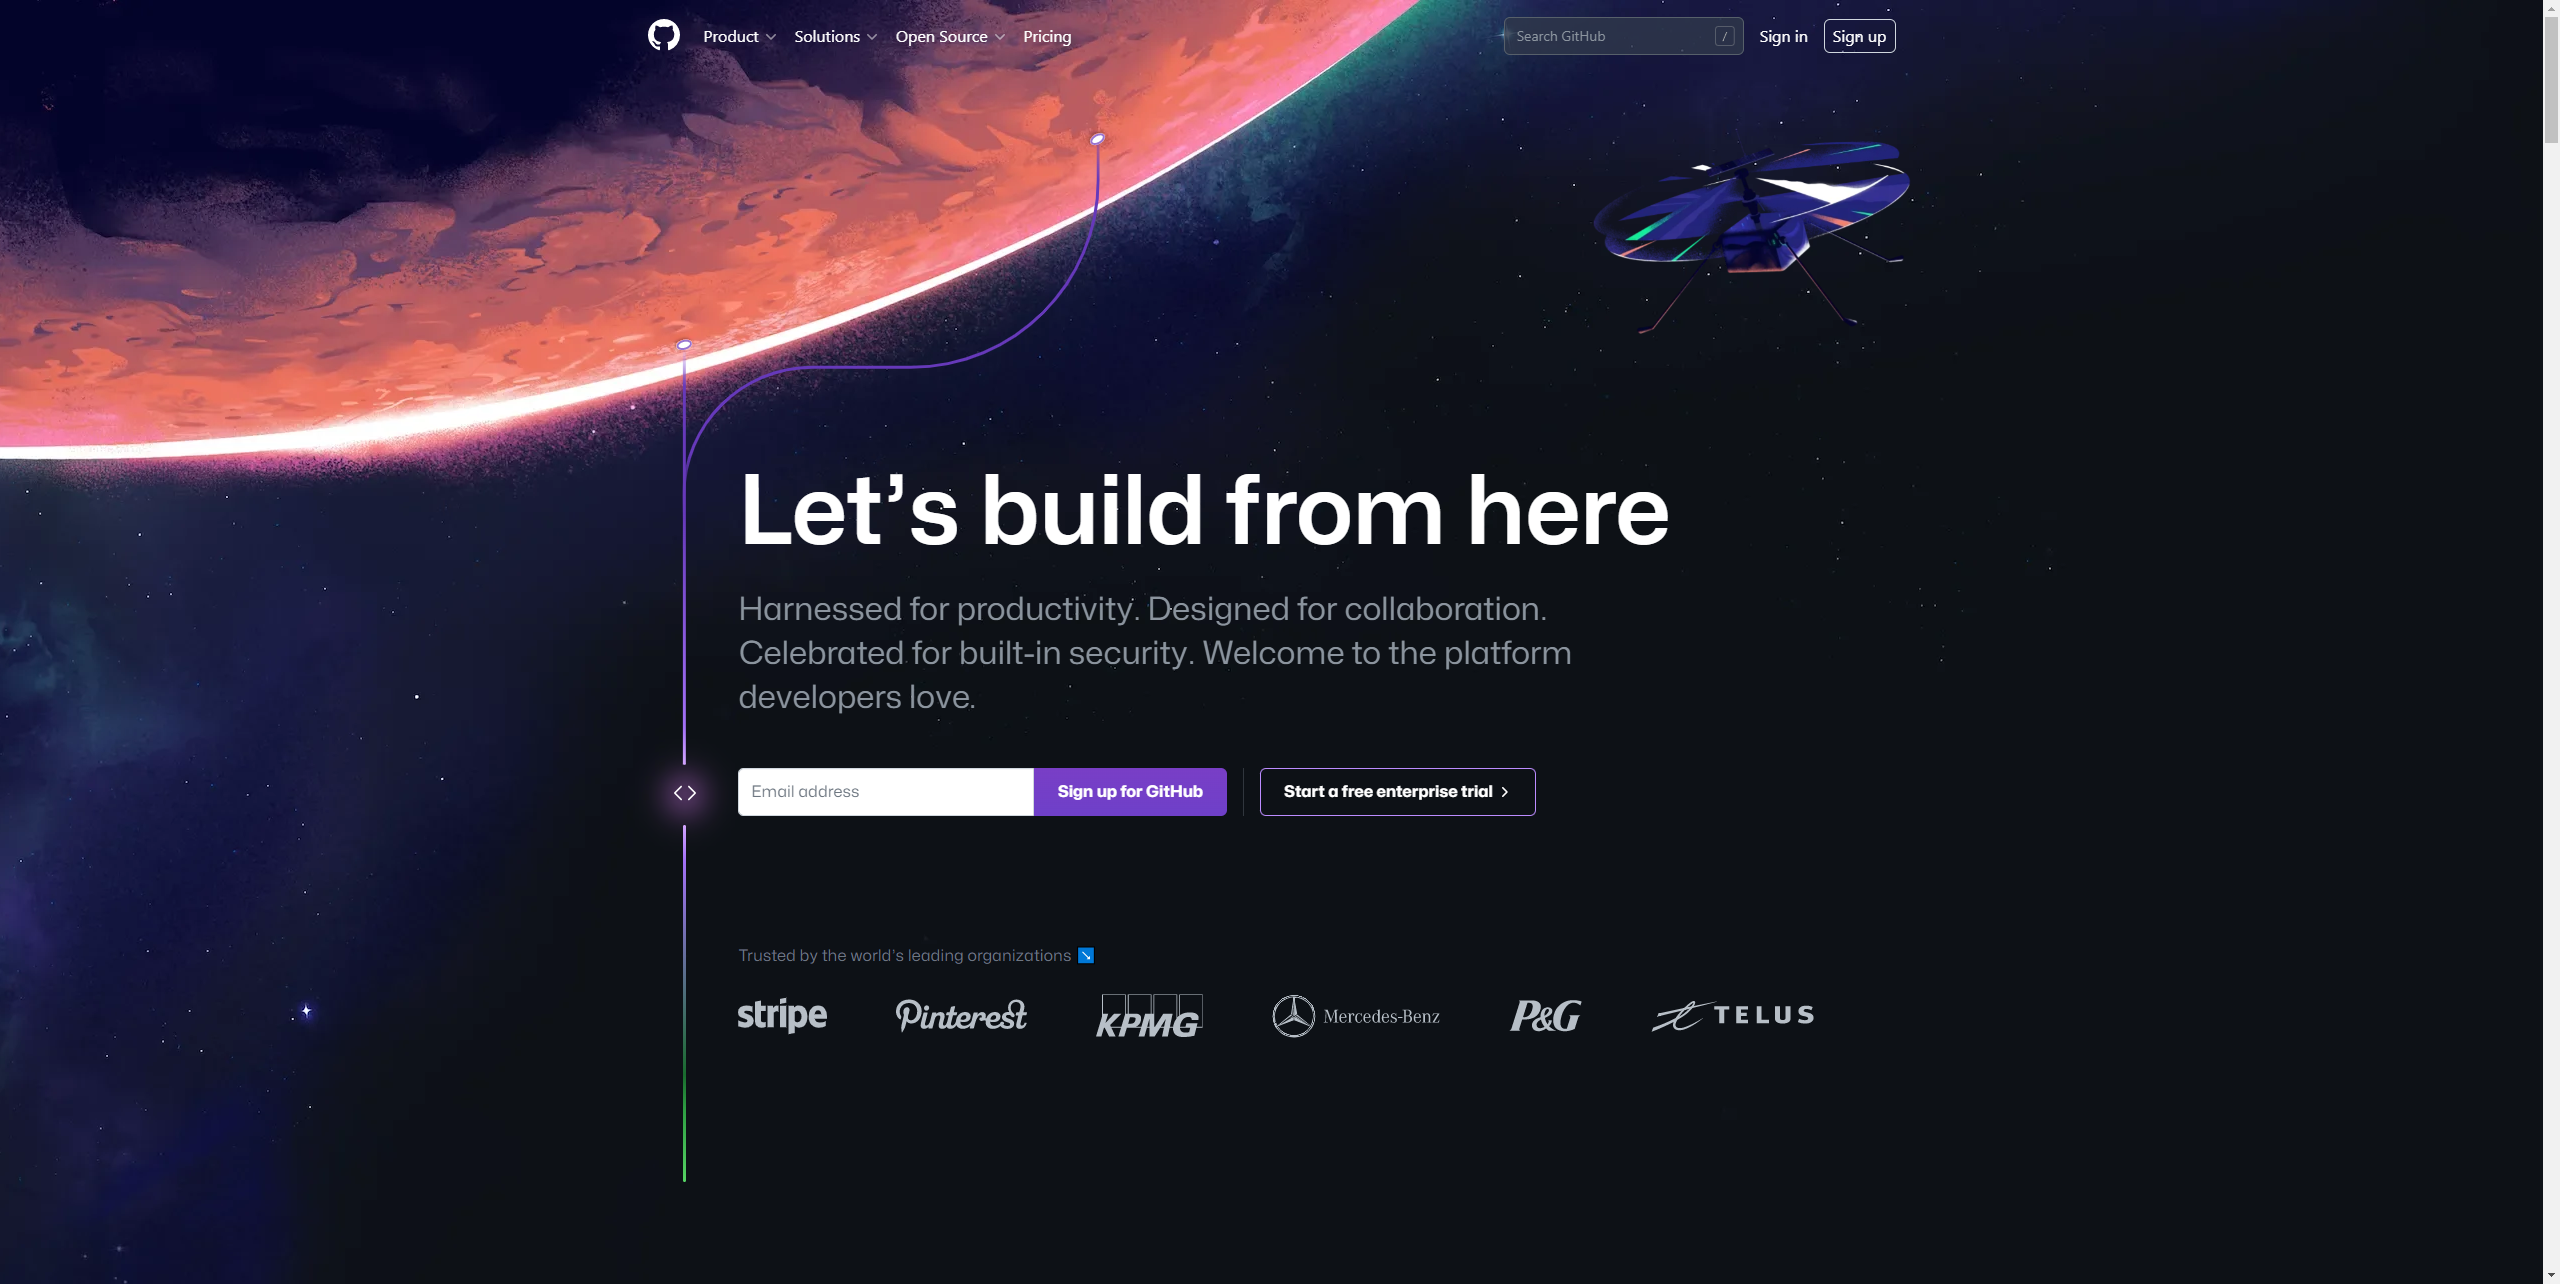 Product Solutions Open Source Pricing Search GitHub / Sign in Sign up
Let’s build from here
Harnessed for productivity. Designed for collaboration.
Celebrated for built-in security. Welcome to the platform
developers love.
Email address Sign up for GitHub Start a free enterprise trial
Trusted by the world’s leading organizations ↘
stripe Pinterest KPMG Mercedes-Benz P&G TELUS